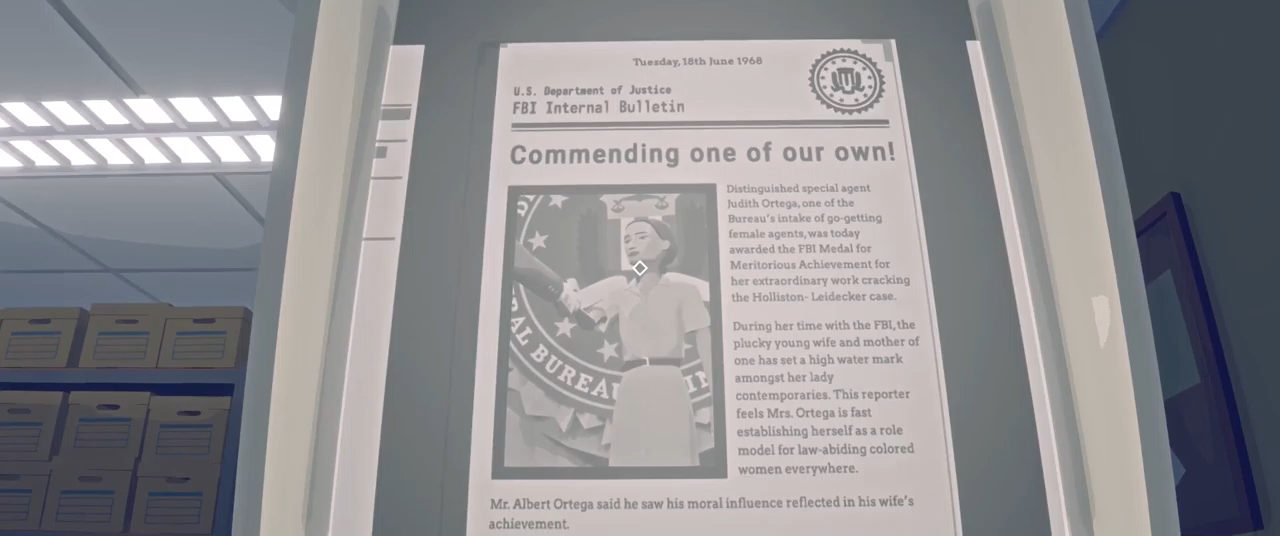 Tuesday, 18th June 1968
U.S. Department of Justice
FBI Internal Bulletin
Commending one of our own!
Distinguished special agent
Judith Ortega, one of the
Bureau's intake of go-getting
female agents, was today
awarded the FBI Medal for
Meritorious Achievement for
her extraordinary work cracking
the Holliston- Leidecker case.
During her time with the FBI, the
plucky young wife and mother of
one has set a high water mark
amongst her lady
contemporaries. This reporter
feels Mrs. Ortega is fast
establishing herself as a role
model for law-abiding colored
women everywhere.
Mr. Albert Ortega said he saw his moral influence reflected in his wife's
achievement.
BUREAU